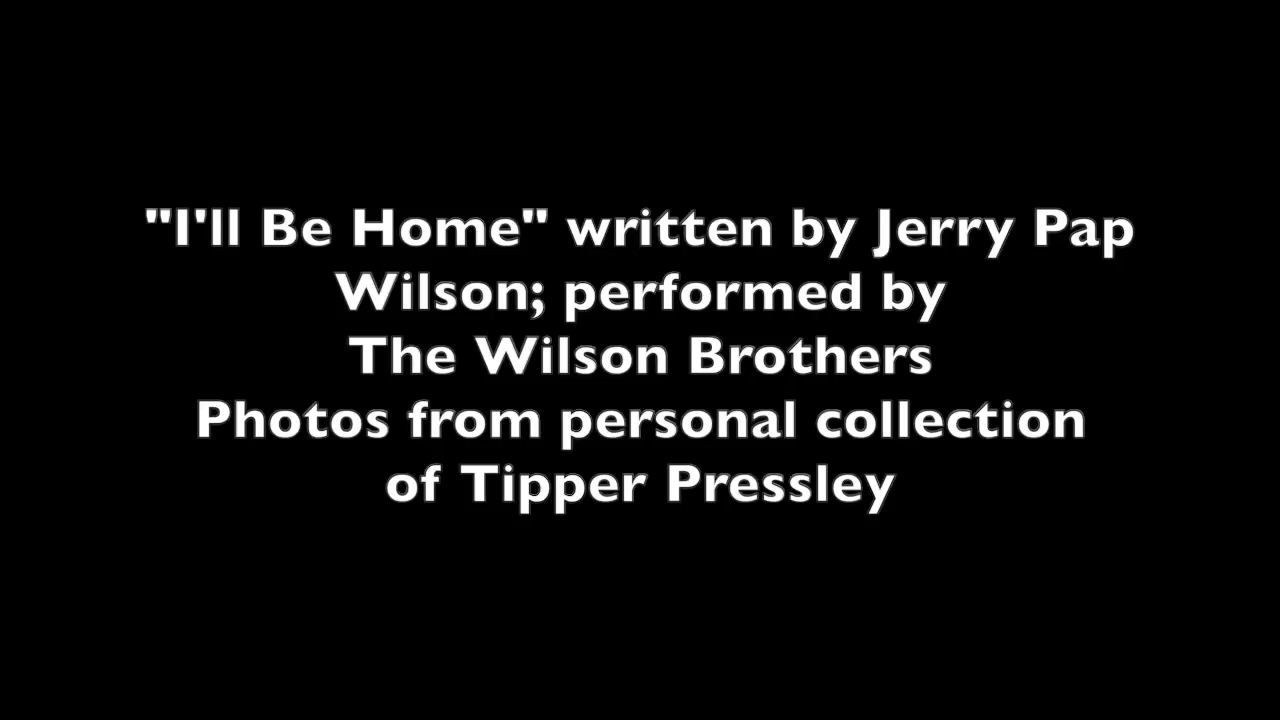 "I'll Be Home" written by Jerry Pap
Wilson; performed by
The Wilson Brothers
Photos from personal collection
of Tipper Pressley